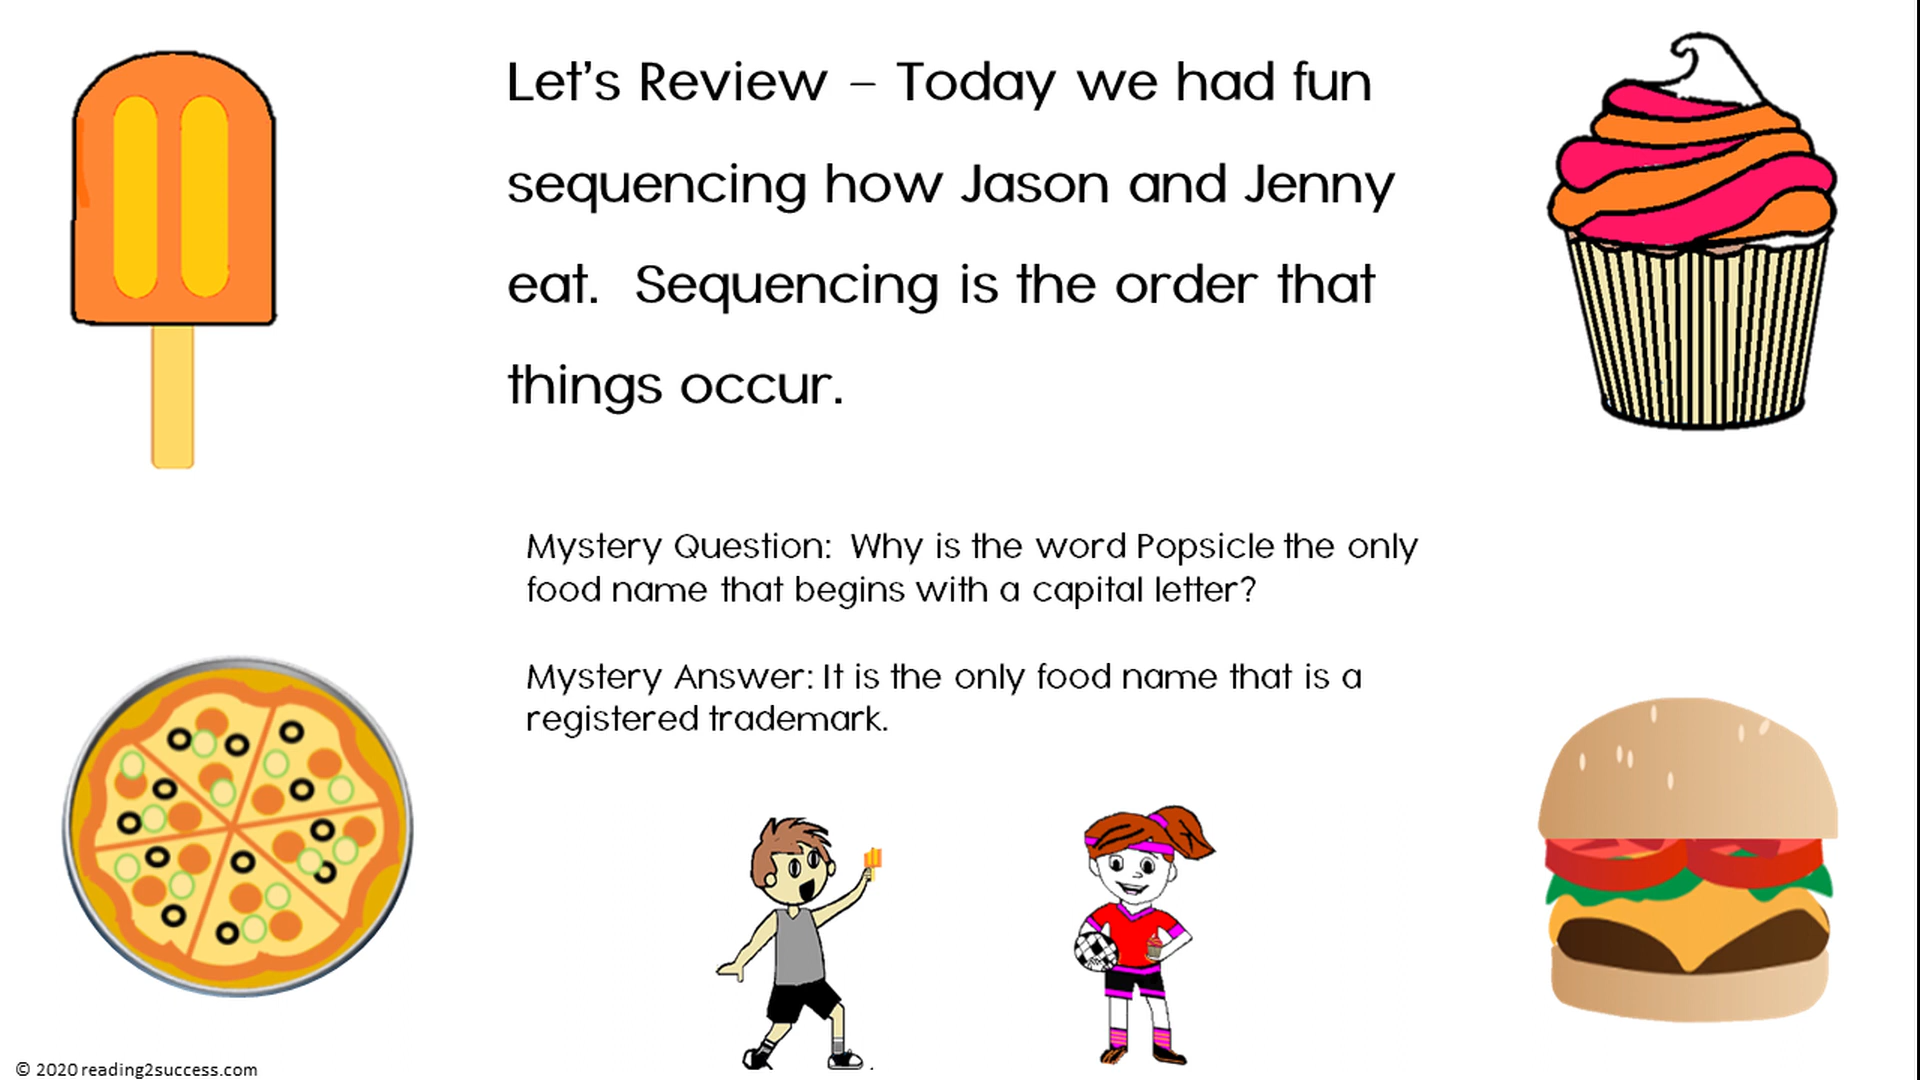 Let's Review – Today we had fun
sequencing how Jason and Jenny
eat.  Sequencing is the order that
things occur.
Mystery Question:  Why is the word Popsicle the only
food name that begins with a capital letter?
Mystery Answer: It is the only food name that is a
registered trademark.
© 2020 reading2success.com